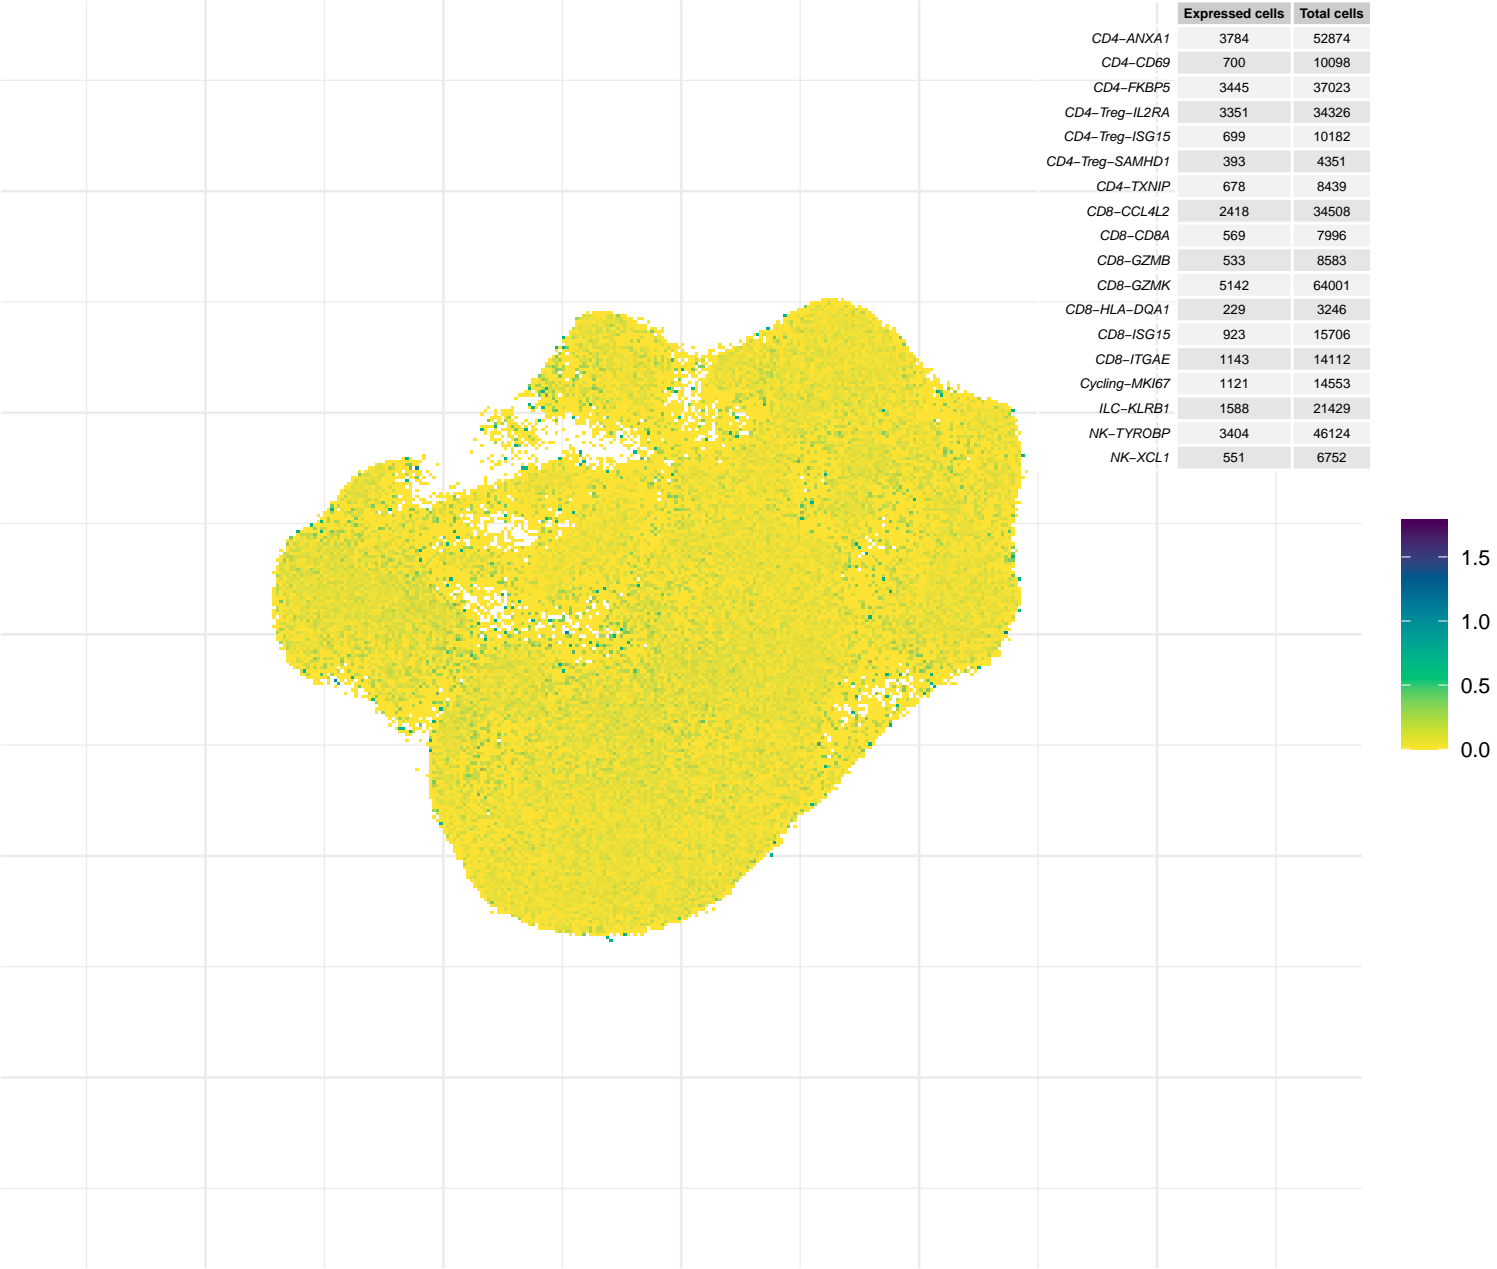 Expressed cells Total cells
CD4−ANXA1 3784 52874
CD4−CD69 700 10098
CD4−FKBP5 3445 37023
CD4−Treg−IL2RA 3351 34326
CD4−Treg−ISG15 699 10182
CD4−Treg−SAMHD1 393 4351
CD4−TXNIP 678 8439
CD8−CCL4L2 2418 34508
CD8−CD8A 569 7996
CD8−GZMB 533 8583
CD8−GZMK 5142 64001
CD8−HLA−DQA1 229 3246
CD8−ISG15 923 15706
CD8−ITGAE 1143 14112
Cycling−MKI67 1121 14553
ILC−KLRB1 1588 21429
NK−TYROBP 3404 46124
NK−XCL1 551 6752
1.5
1.0
0.5
0.0